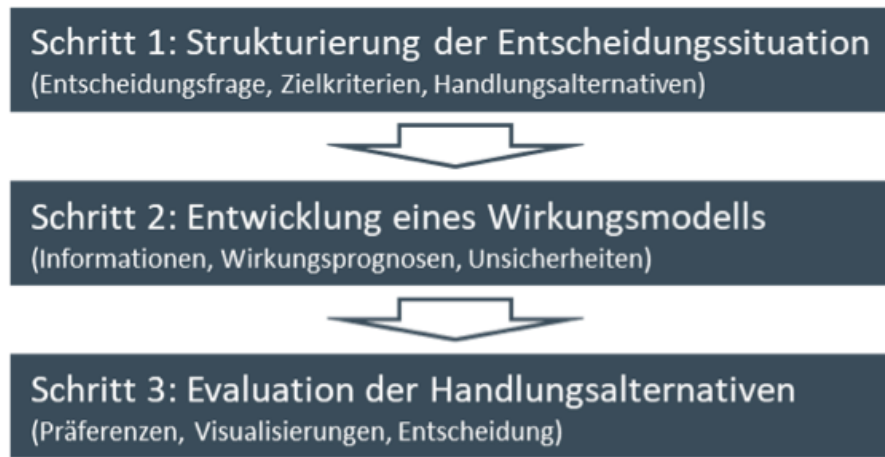 Schritt 1: Strukturierung der Entscheidungssituation
(Entscheidungsfrage, Zielkriterien, Handlungsalternativen)
Schritt 2: Entwicklung eines Wirkungsmodells
(Informationen, Wirkungsprognosen, Unsicherheiten)
Schritt 3: Evaluation der Handlungsalternativen
(Präferenzen, Visualisierungen, Entscheidung)